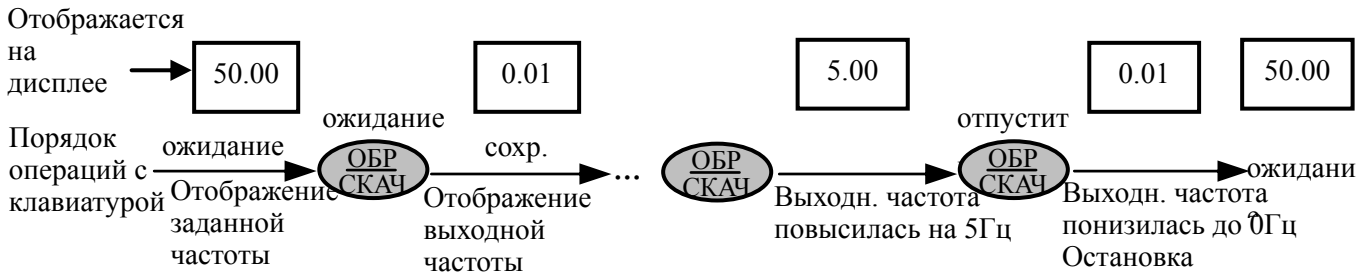 Отображается
на
дисплее
50.00
0.01
5.00
0.01
50.00
Порядок
операций с
клавиатурой
ожидание
Отображение
заданной
частоты
ожидание
ОБР
СКАЧ
сохр.
Отображение
выходной
частоты
...
ОБР
СКАЧ
Выходн. частота
повысилась на 5Гц
отпустит
ОБР
СКАЧ
Выходн. частота
понизилась до 0Гц
Остановка
ожидани